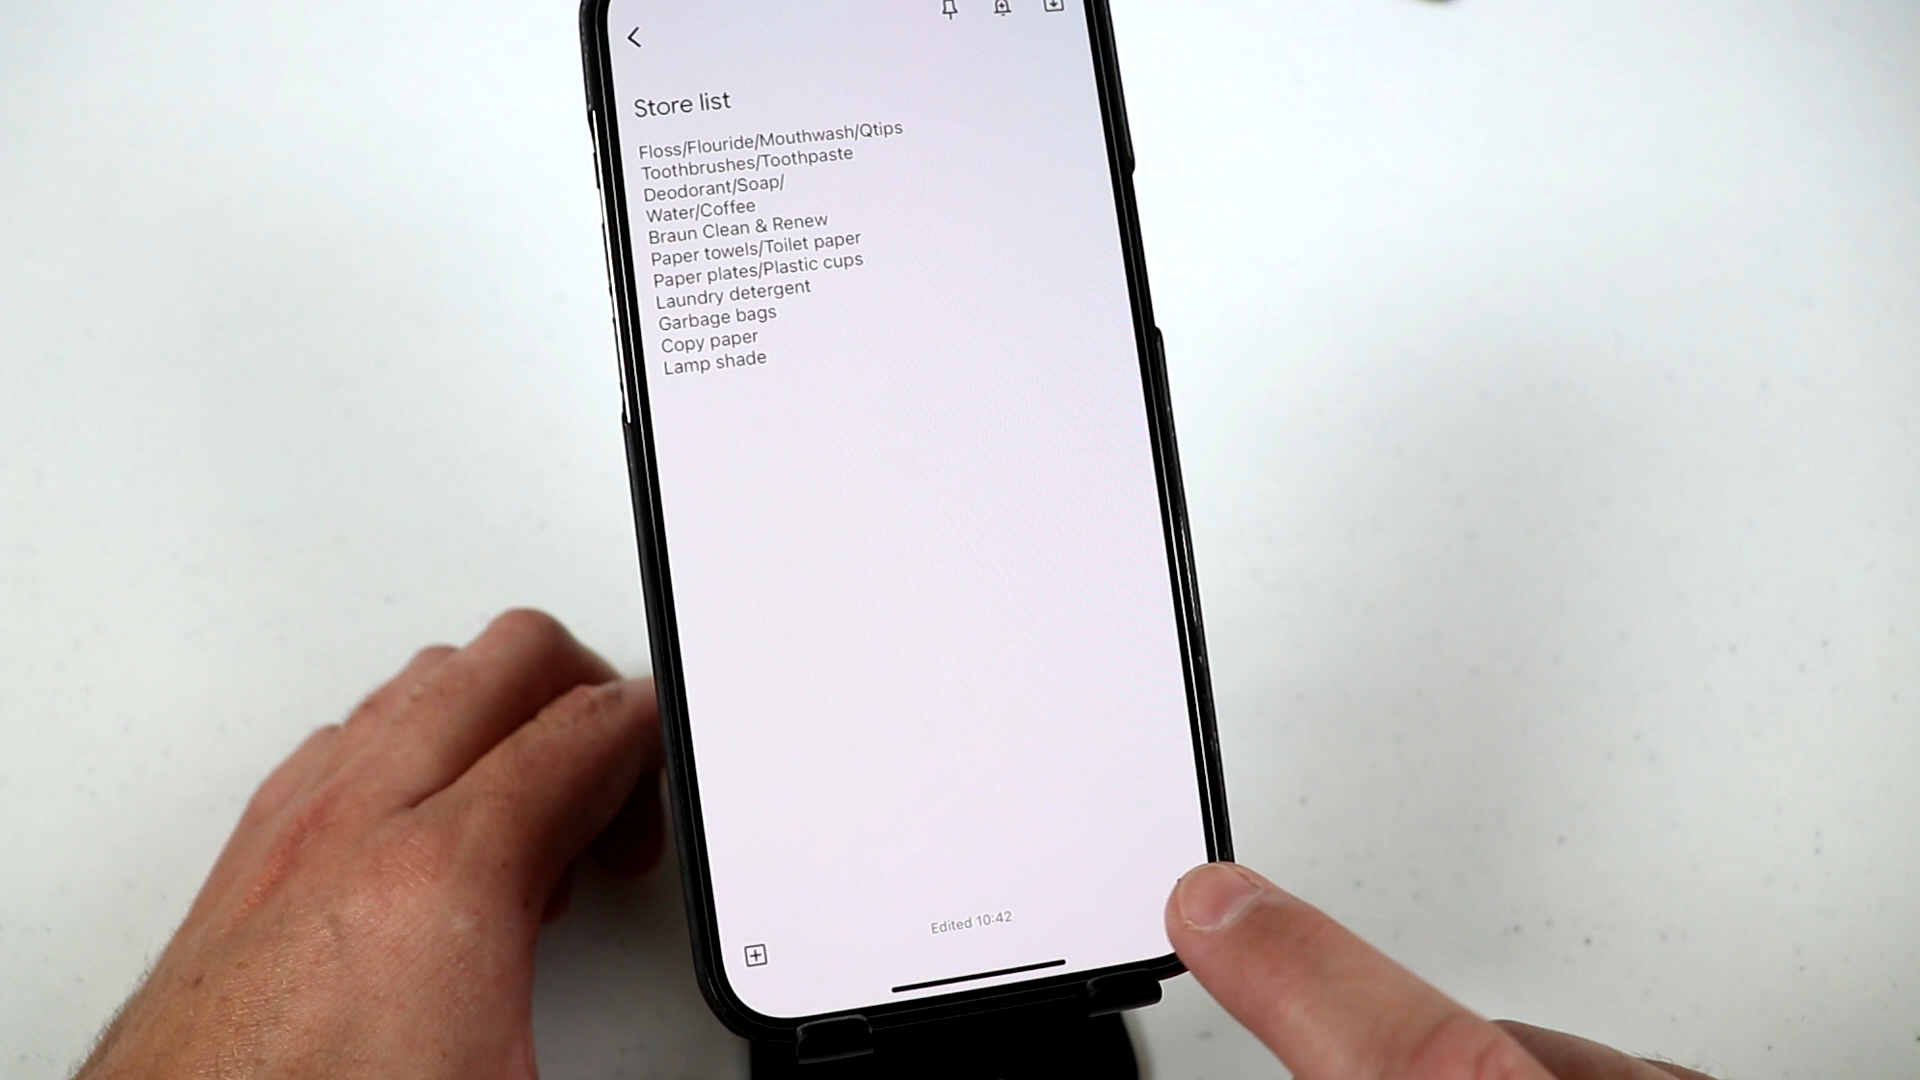 Store list
Floss/Flouride/Mouthwash/Qtips
Toothbrushes/Toothpaste
Deodorant/Soap/
Water/Coffee
Braun Clean & Renew
Paper towels/Toilet paper
Paper plates/Plastic cups
Laundry detergent
Garbage bags
Copy paper
Lamp shade
Edited 10:42